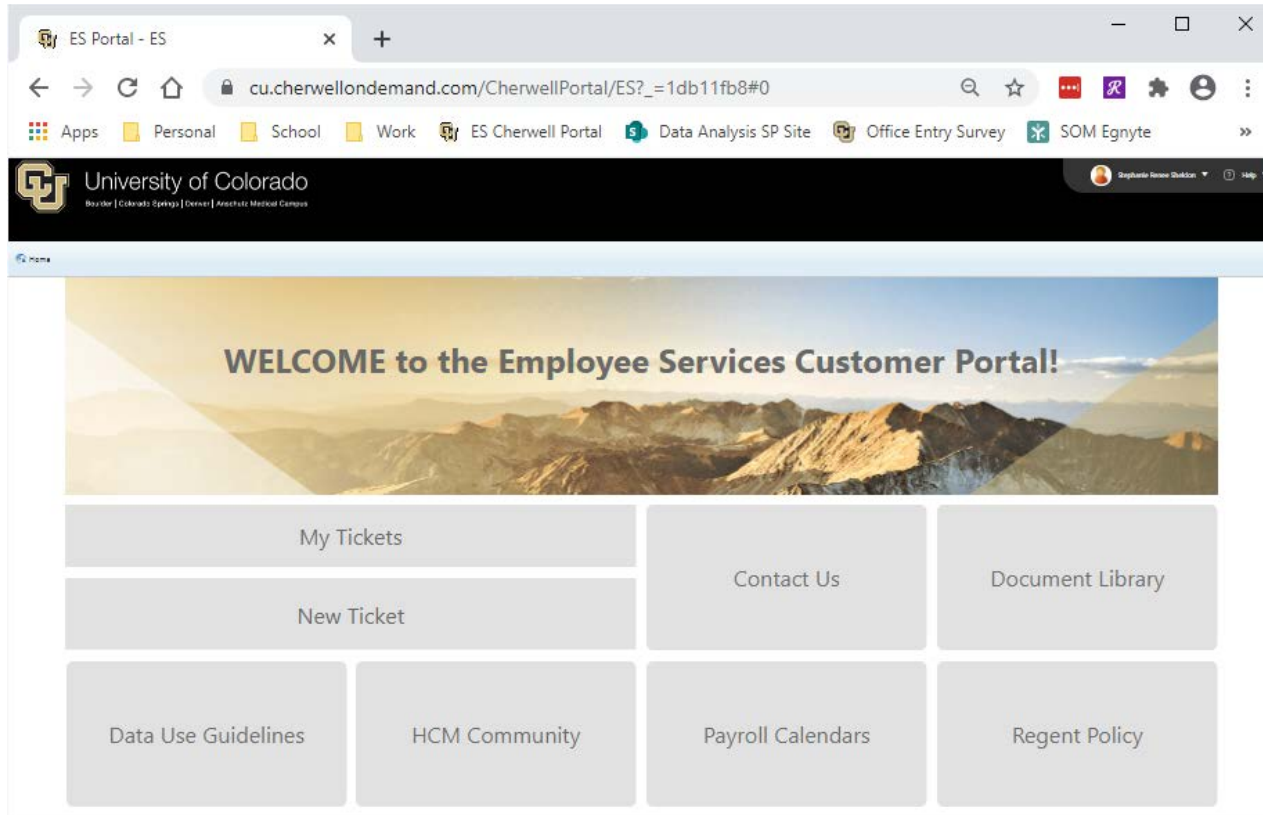 ES Portal - ES
cu.cherwellondemand.com/CherwellPortal/ES?_=1db11fb8#0
Apps Personal School Work ES Cherwell Portal Data Analysis SP Site Office Entry Survey SOM Egnyte »
University of Colorado
Boulder | Colorado Springs | Denver | Anschutz Medical Campus
Stephanie Renee Sheldon Help
Home
WELCOME to the Employee Services Customer Portal!
My Tickets
New Ticket
Contact Us
Document Library
Data Use Guidelines
HCM Community
Payroll Calendars
Regent Policy